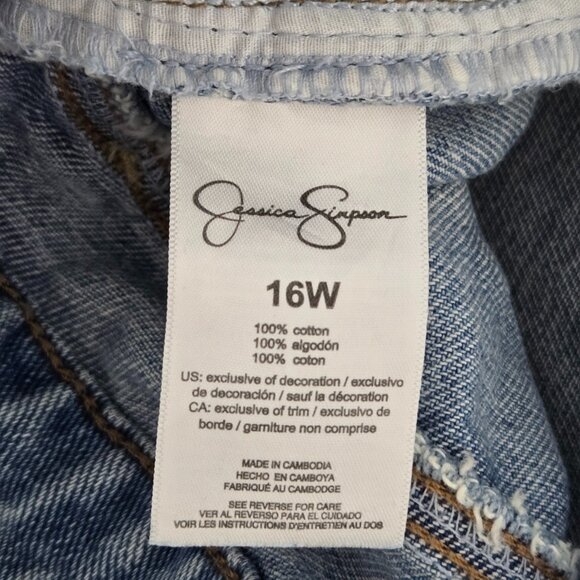 Jessica Simpson
16W
100% cotton
100% algodón
100% coton
US: exclusive of decoration / exclusivo
de decoración / sauf la décoration
CA: exclusive of trim / exclusivo de
borde / garniture non comprise
MADE IN CAMBODIA
HECHO EN CAMBOYA
FABRIQUÉ AU CAMBODGE
SEE REVERSE FOR CARE
VER AL REVERSO PARA EL CUIDADO
VOIR LES INSTRUCTIONS D'ENTRETIEN AU DOS